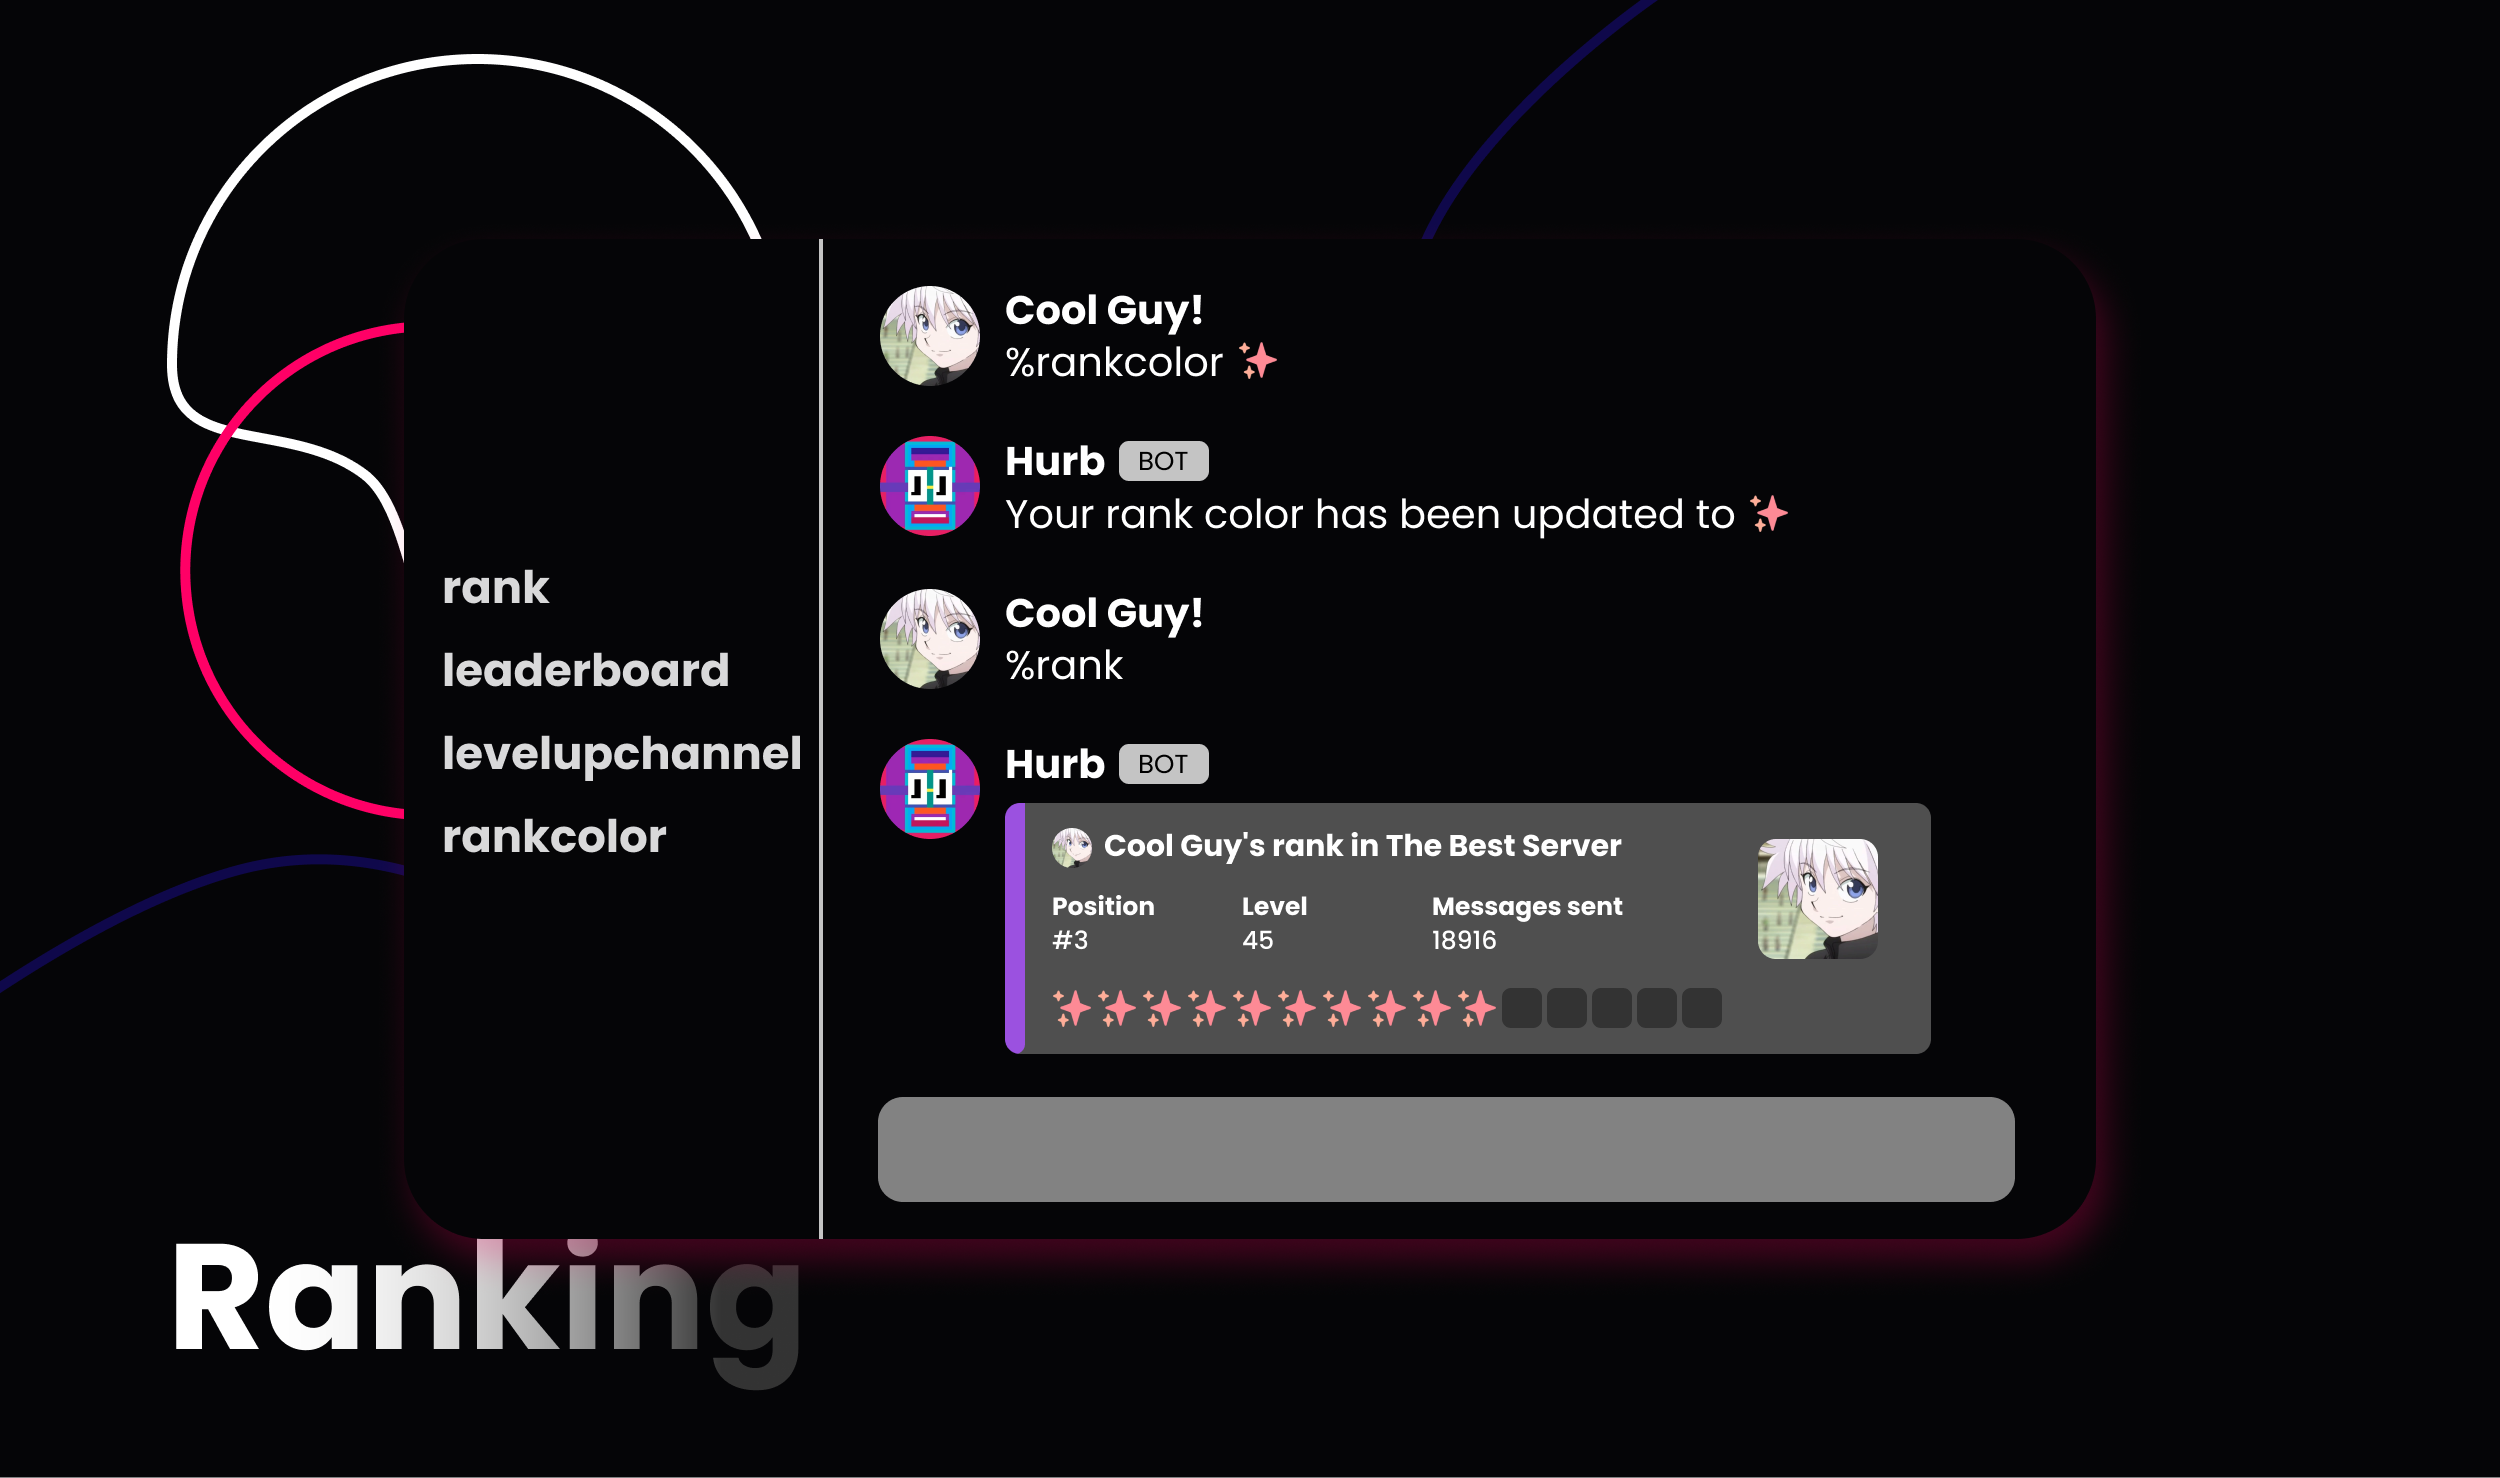 rank
leaderboard
levelupchannel
rankcolor
Cool Guy!
%rankcolor ✨
Hurb BOT
Your rank color has been updated to ✨
Cool Guy!
%rank
Hurb BOT
Cool Guy's rank in The Best Server
Position Level Messages sent
#3 45 18916
Ranking